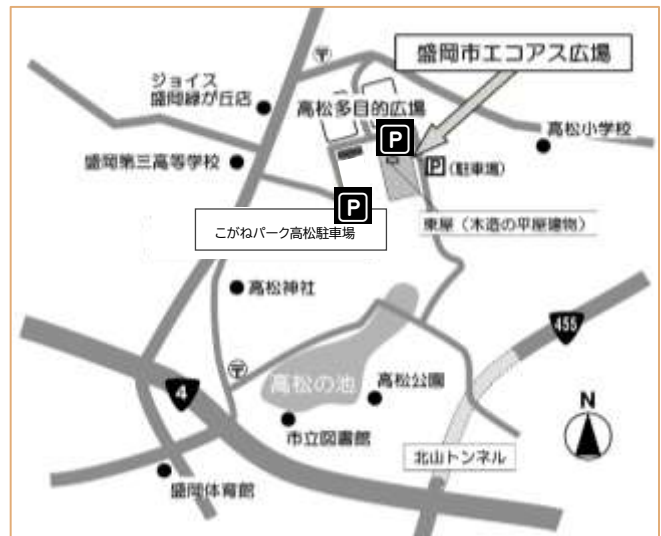 盛岡市エコアス広場
ジョイス
盛岡緑が丘店
高松多目的広場
P
高松小学校
盛岡第三高等学校
P(駐車場)
P
東屋(木造の平屋建物)
こがねパーク高松駐車場
高松神社
455
4
高松の池
高松公園
N
市立図書館
北山トンネル
盛岡体育館